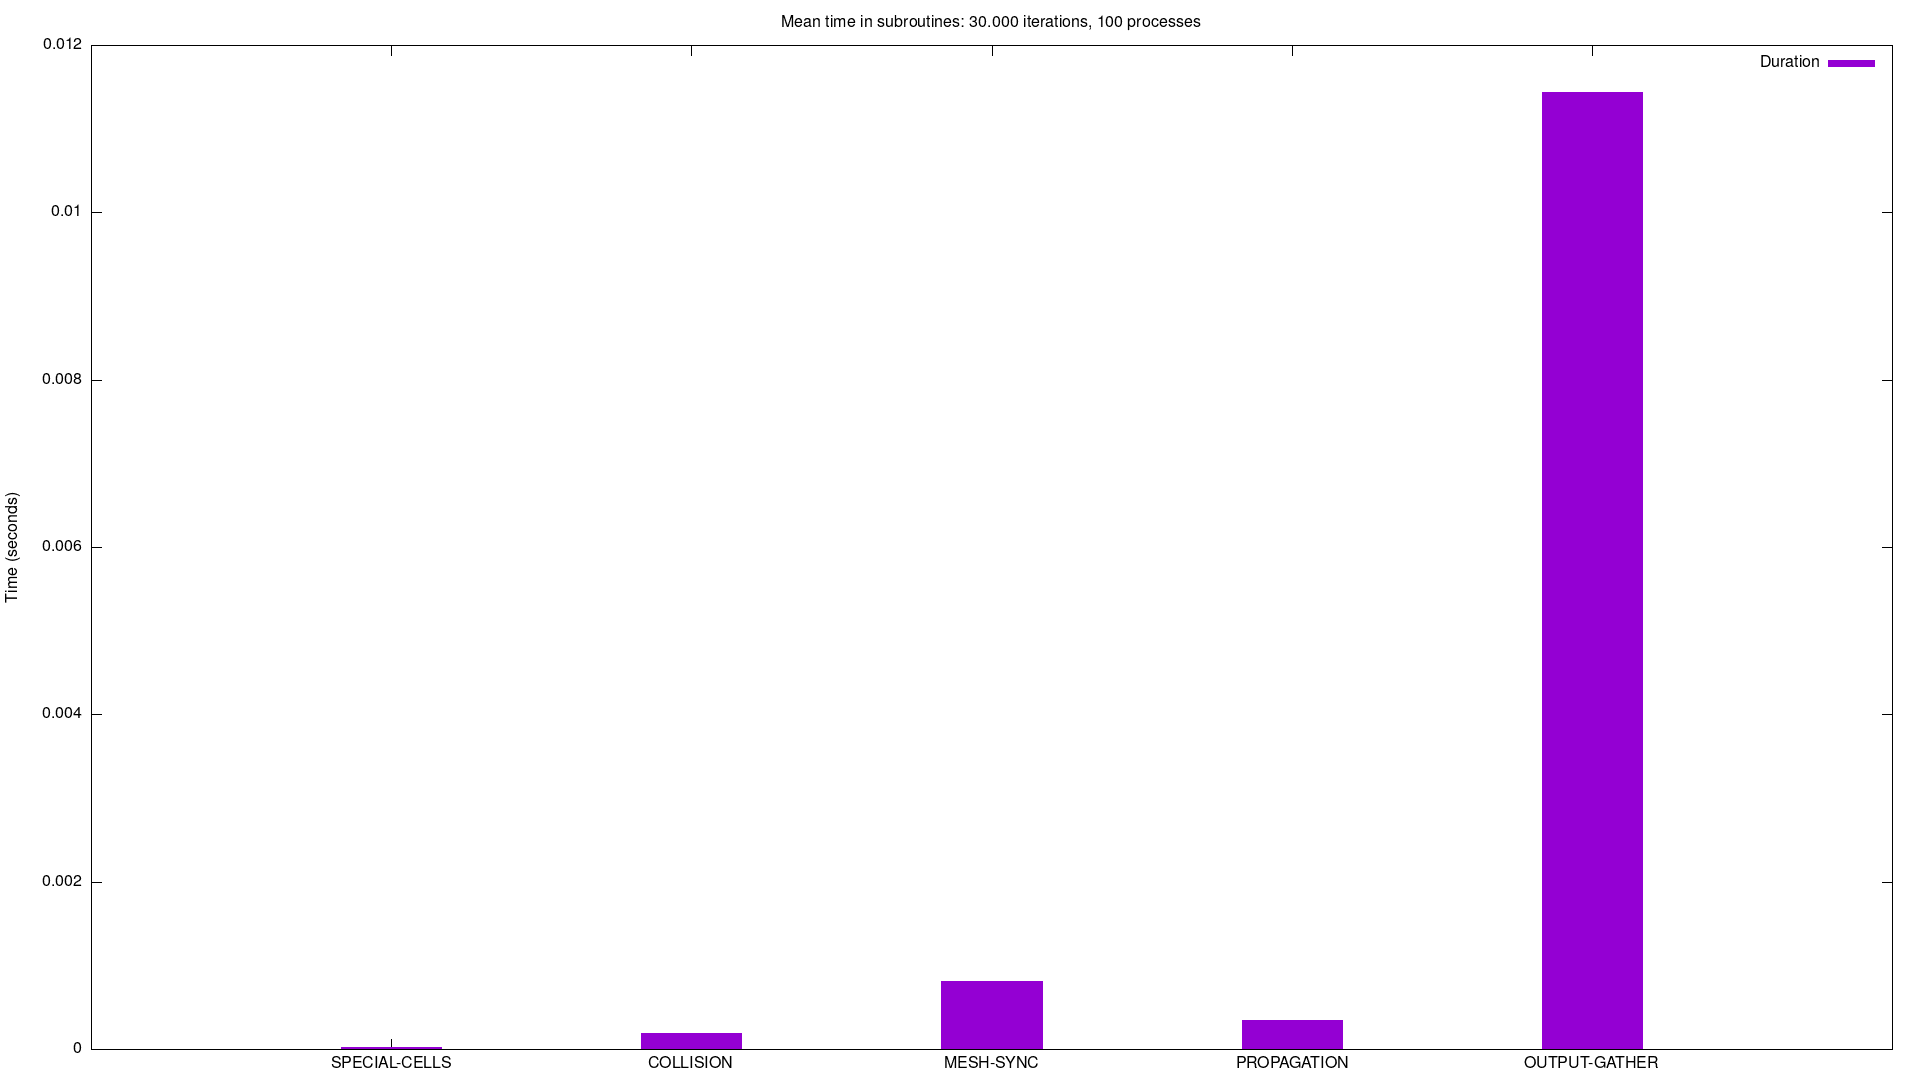 Mean time in subroutines: 30.000 iterations, 100 processes
Duration
0.012
0.01
0.008
0.006
0.004
0.002
0
Time (seconds)
SPECIAL-CELLS COLLISION MESH-SYNC PROPAGATION OUTPUT-GATHER